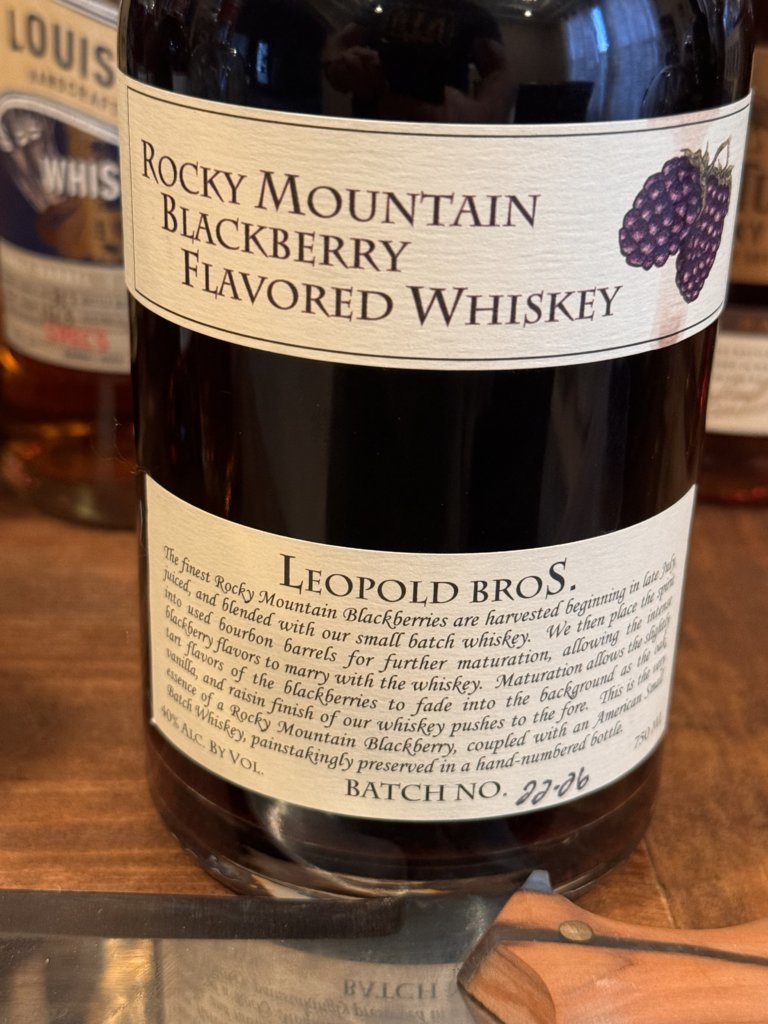 LOUIS
HANDCRAFT
WHIS
ROCKY MOUNTAIN
BLACKBERRY
FLAVORED WHISKEY
LEOPOLD BROS.
The finest Rocky Mountain Blackberries are harvested beginning in late July,
juiced, and blended with our small batch whiskey. We then place the spirit
into used bourbon barrels for further maturation, allowing the intense
blackberry flavors to marry with the whiskey. Maturation allows the slightly
tart flavors of the blackberries to fade into the background as the oak,
vanilla, and raisin finish of our whiskey pushes to the fore. This is the very
essence of a Rocky Mountain Blackberry, coupled with an American Small
Batch Whiskey, painstakingly preserved in a hand-numbered bottle.
40% ALC. BY VOL.
750 ML
BATCH NO. 22-26
BATCH N